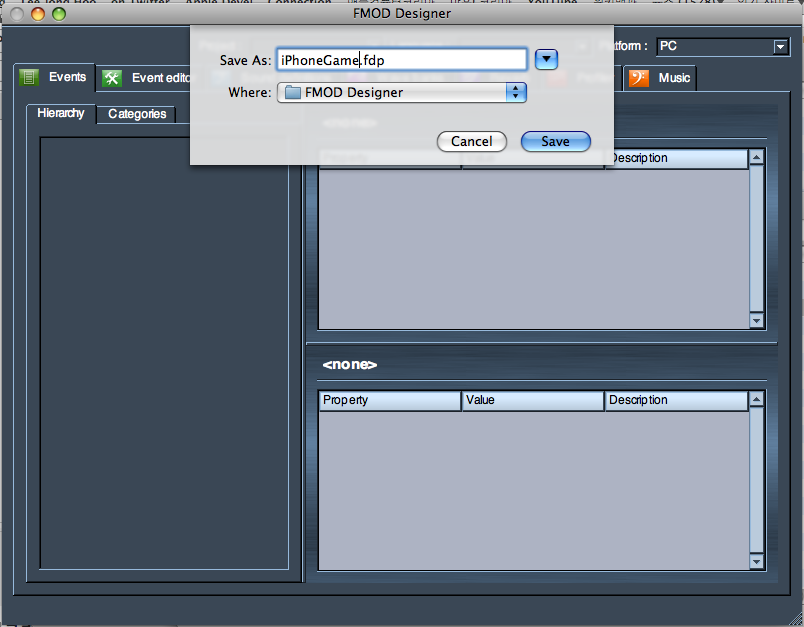 FMOD Designer
Save As: iPhoneGame.fdp
Platform : PC
Where: FMOD Designer
Events
Event edito
Music
Hierarchy
Categories
Cancel
Save
Description
<none>
Property
Value
Description